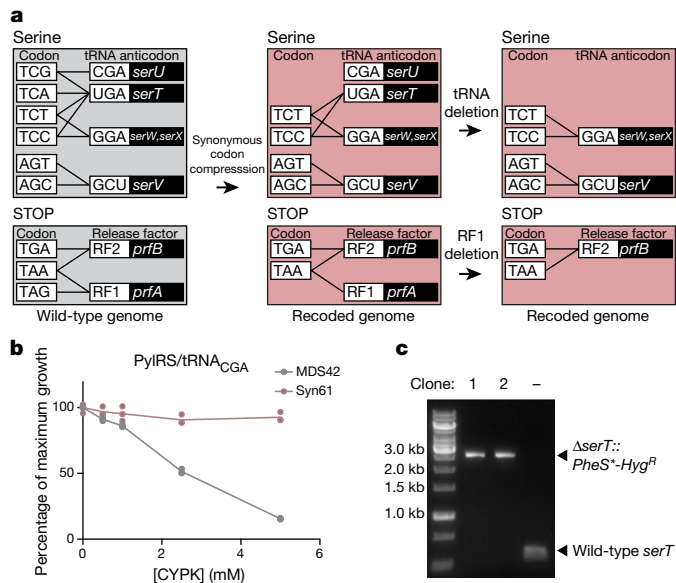 a
Serine
Codon tRNA anticodon
TCG CGA serU
TCA UGA serT
TCT
TCC GGA serW,serX
AGT
AGC GCU serV
STOP
Codon Release factor
TGA RF2 prfB
TAA
TAG RF1 prfA
Wild-type genome
Synonymous
codon
compresssion
Serine
Codon tRNA anticodon
CGA serU
UGA serT
TCT
TCC GGA serW,serX
AGT
AGC GCU serV
STOP
Codon Release factor
TGA RF2 prfB
TAA
RF1 prfA
Recoded genome
tRNA
deletion
RF1
deletion
Serine
Codon tRNA anticodon
TCT
TCC GGA serW,serX
AGT
AGC GCU serV
STOP
Codon Release factor
TGA RF2 prfB
TAA
Recoded genome
b
PylRS/tRNACGA
MDS42
Syn61
Percentage of maximum growth
100
50
0
0 2 4 6
[CYPK] (mM)
c
Clone: 1 2 –
3.0 kb
2.0 kb
1.5 kb
1.0 kb
ΔserT::
PheS*-HygR
Wild-type serT